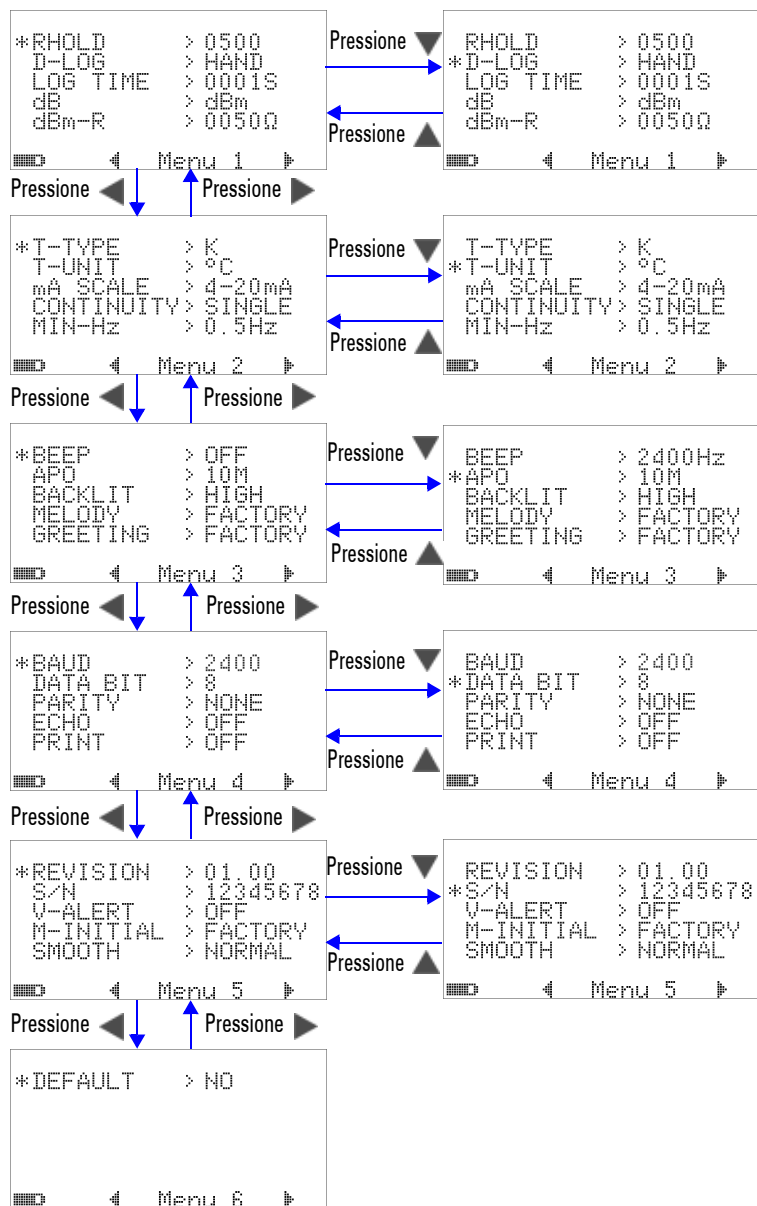 *RHOLD > 0500
D-LOG > HAND
LOG TIME > 0001S
dB > dBm
dBm-R > 0050Ω
Menu 1
Pressione
Pressione
RHOLD > 0500
*D-LOG > HAND
LOG TIME > 0001S
dB > dBm
dBm-R > 0050Ω
Menu 1
Pressione
Pressione
*T-TYPE > K
T-UNIT > °C
mA SCALE > 4-20mA
CONTINUITY> SINGLE
MIN-Hz > 0.5Hz
Menu 2
Pressione
Pressione
T-TYPE > K
*T-UNIT > °C
mA SCALE > 4-20mA
CONTINUITY> SINGLE
MIN-Hz > 0.5Hz
Menu 2
Pressione
Pressione
*BEEP > OFF
APO > 10M
BACKLIT > HIGH
MELODY > FACTORY
GREETING > FACTORY
Menu 3
Pressione
Pressione
BEEP > 2400Hz
*APO > 10M
BACKLIT > HIGH
MELODY > FACTORY
GREETING > FACTORY
Menu 3
Pressione
Pressione
*BAUD > 2400
DATA BIT > 8
PARITY > NONE
ECHO > OFF
PRINT > OFF
Menu 4
Pressione
Pressione
BAUD > 2400
*DATA BIT > 8
PARITY > NONE
ECHO > OFF
PRINT > OFF
Menu 4
Pressione
Pressione
*REVISION > 01.00
S/N > 12345678
V-ALERT > OFF
M-INITIAL > FACTORY
SMOOTH > NORMAL
Menu 5
Pressione
Pressione
REVISION > 01.00
*S/N > 12345678
V-ALERT > OFF
M-INITIAL > FACTORY
SMOOTH > NORMAL
Menu 5
Pressione
Pressione
*DEFAULT > NO
Menu 6